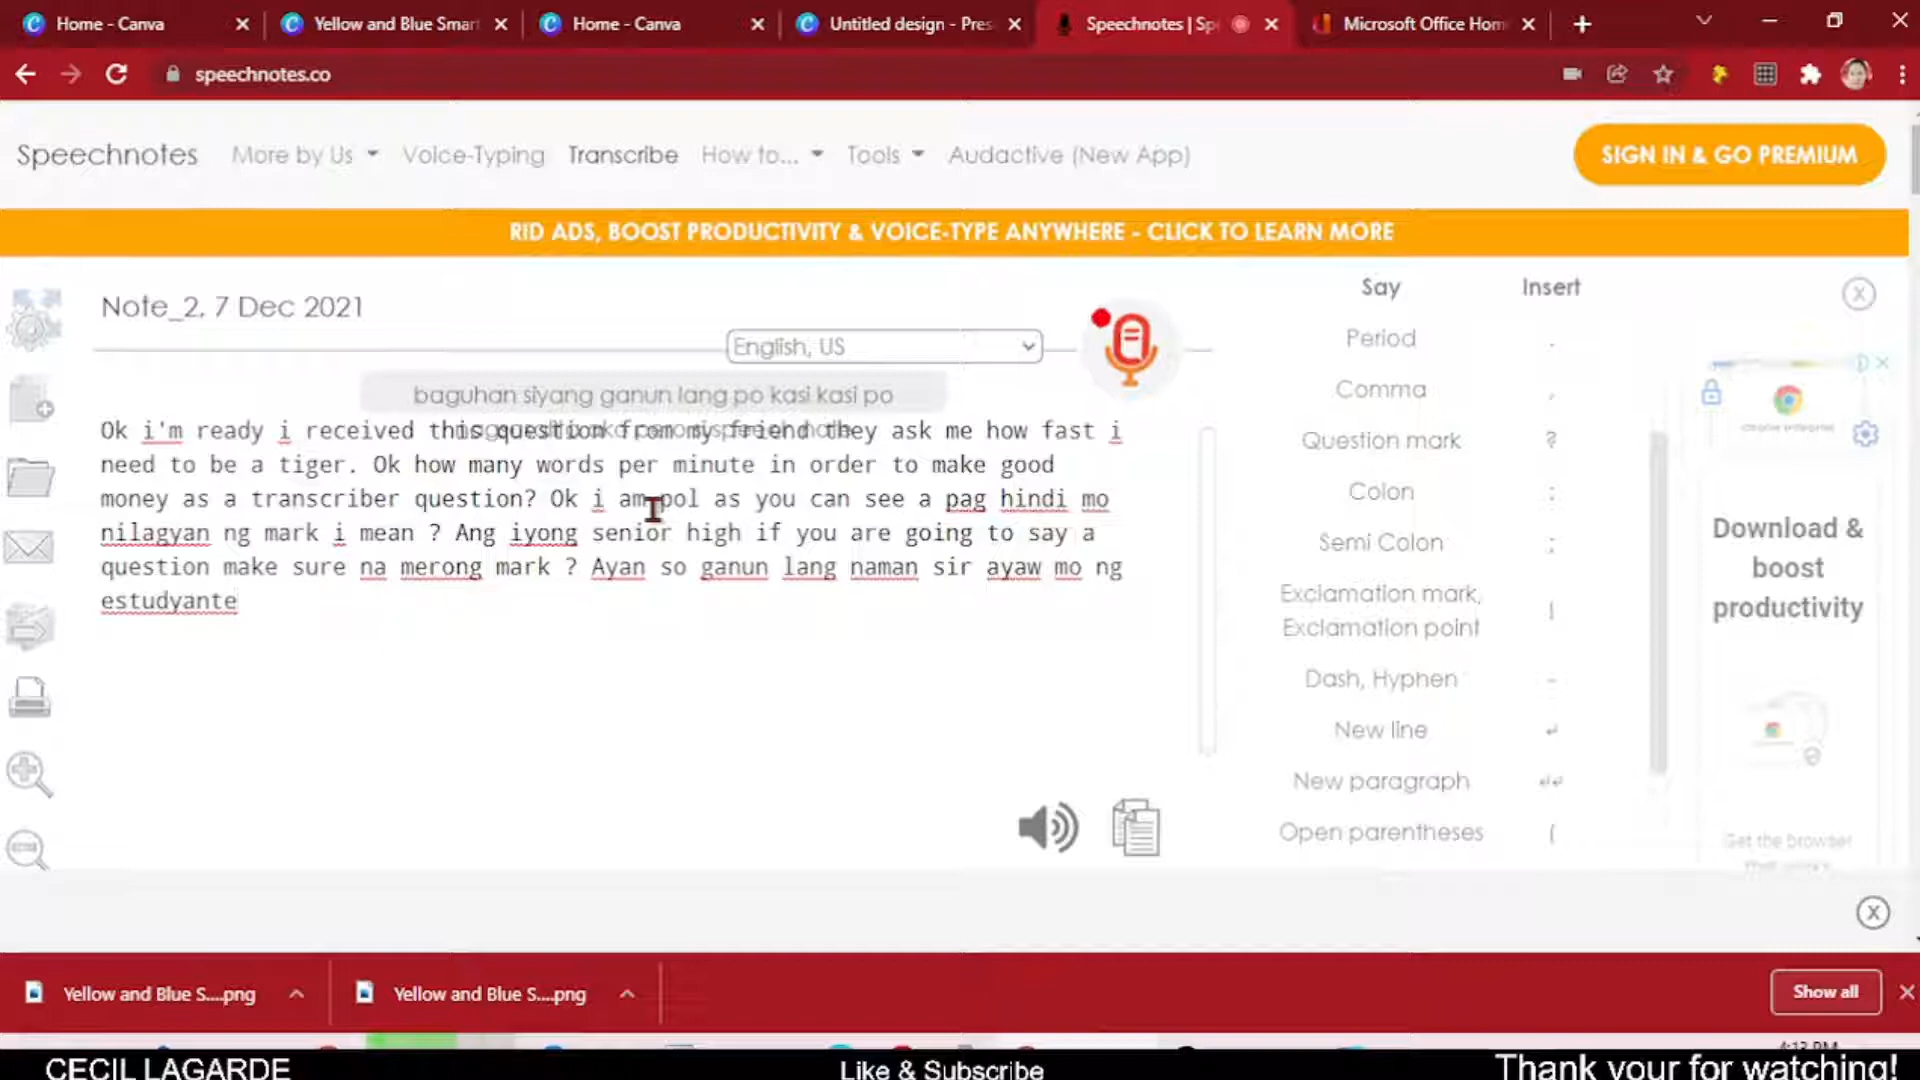 Home - Canva
Yellow and Blue Smar
Home - Canva
Untitled design - Pres
Speechnotes | Sp
Microsoft Office Hom
speechnotes.co
Speechnotes
More by Us
Voice-Typing
Transcribe
How to...
Tools
Audactive (New App)
SIGN IN & GO PREMIUM
RID ADS, BOOST PRODUCTIVITY & VOICE-TYPE ANYWHERE - CLICK TO LEARN MORE
Note_2, 7 Dec 2021
English, US
baguhan siyang ganun lang po kasi kasi po
Ok i'm ready i received this question from my friend they ask me how fast i
need to be a tiger. Ok how many words per minute in order to make good
money as a transcriber question? Ok i am pol as you can see a pag hindi mo
nilagyan ng mark i mean ? Ang iyong senior high if you are going to say a
question make sure na merong mark ? Ayan so ganun lang naman sir ayaw mo ng
estudyante
Say Insert
Period .
Comma ,
Question mark ?
Colon :
Semi Colon ;
Exclamation mark,
Exclamation point !
Dash, Hyphen -
New line ↵
New paragraph ↵↵
Open parentheses (
chrome enterprise
Download &
boost
productivity
Get the browser
Yellow and Blue S....png
Yellow and Blue S....png
Show all
4:13 PM
CECIL LAGARDE
Like & Subscribe
Thank your for watching!